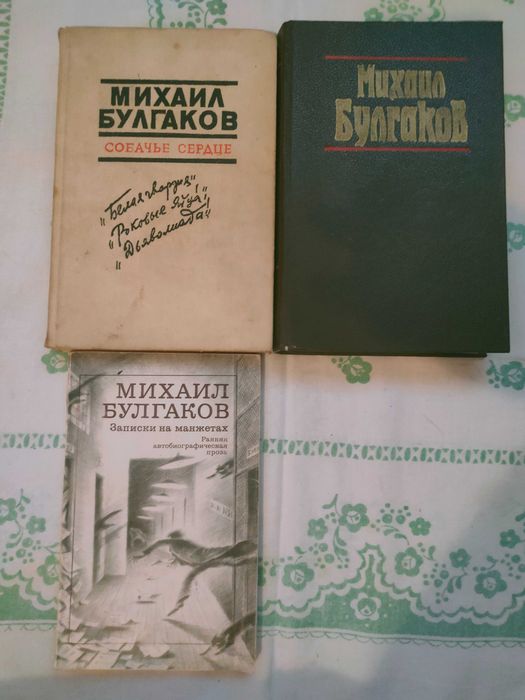 МИХАИЛ
БУЛГАКОВ
СОБАЧЬЕ СЕРДЦЕ
"Белая гвардия"
"Роковые яйца"
"Дьяволиада"
Михаил
Булгаков
МИХАИЛ
БУЛГАКОВ
Записки на манжетах
Ранняя
автобиографическая
проза